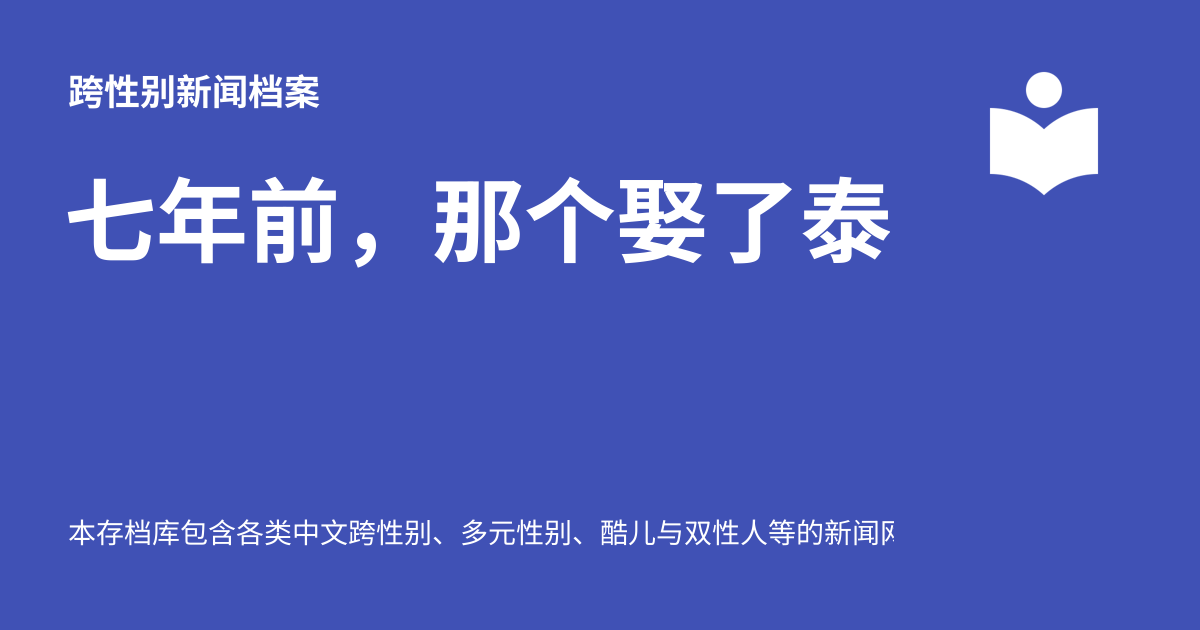 跨性别新闻档案
七年前，那个娶了泰
本存档库包含各类中文跨性别、多元性别、酷儿与双性人等的新闻网